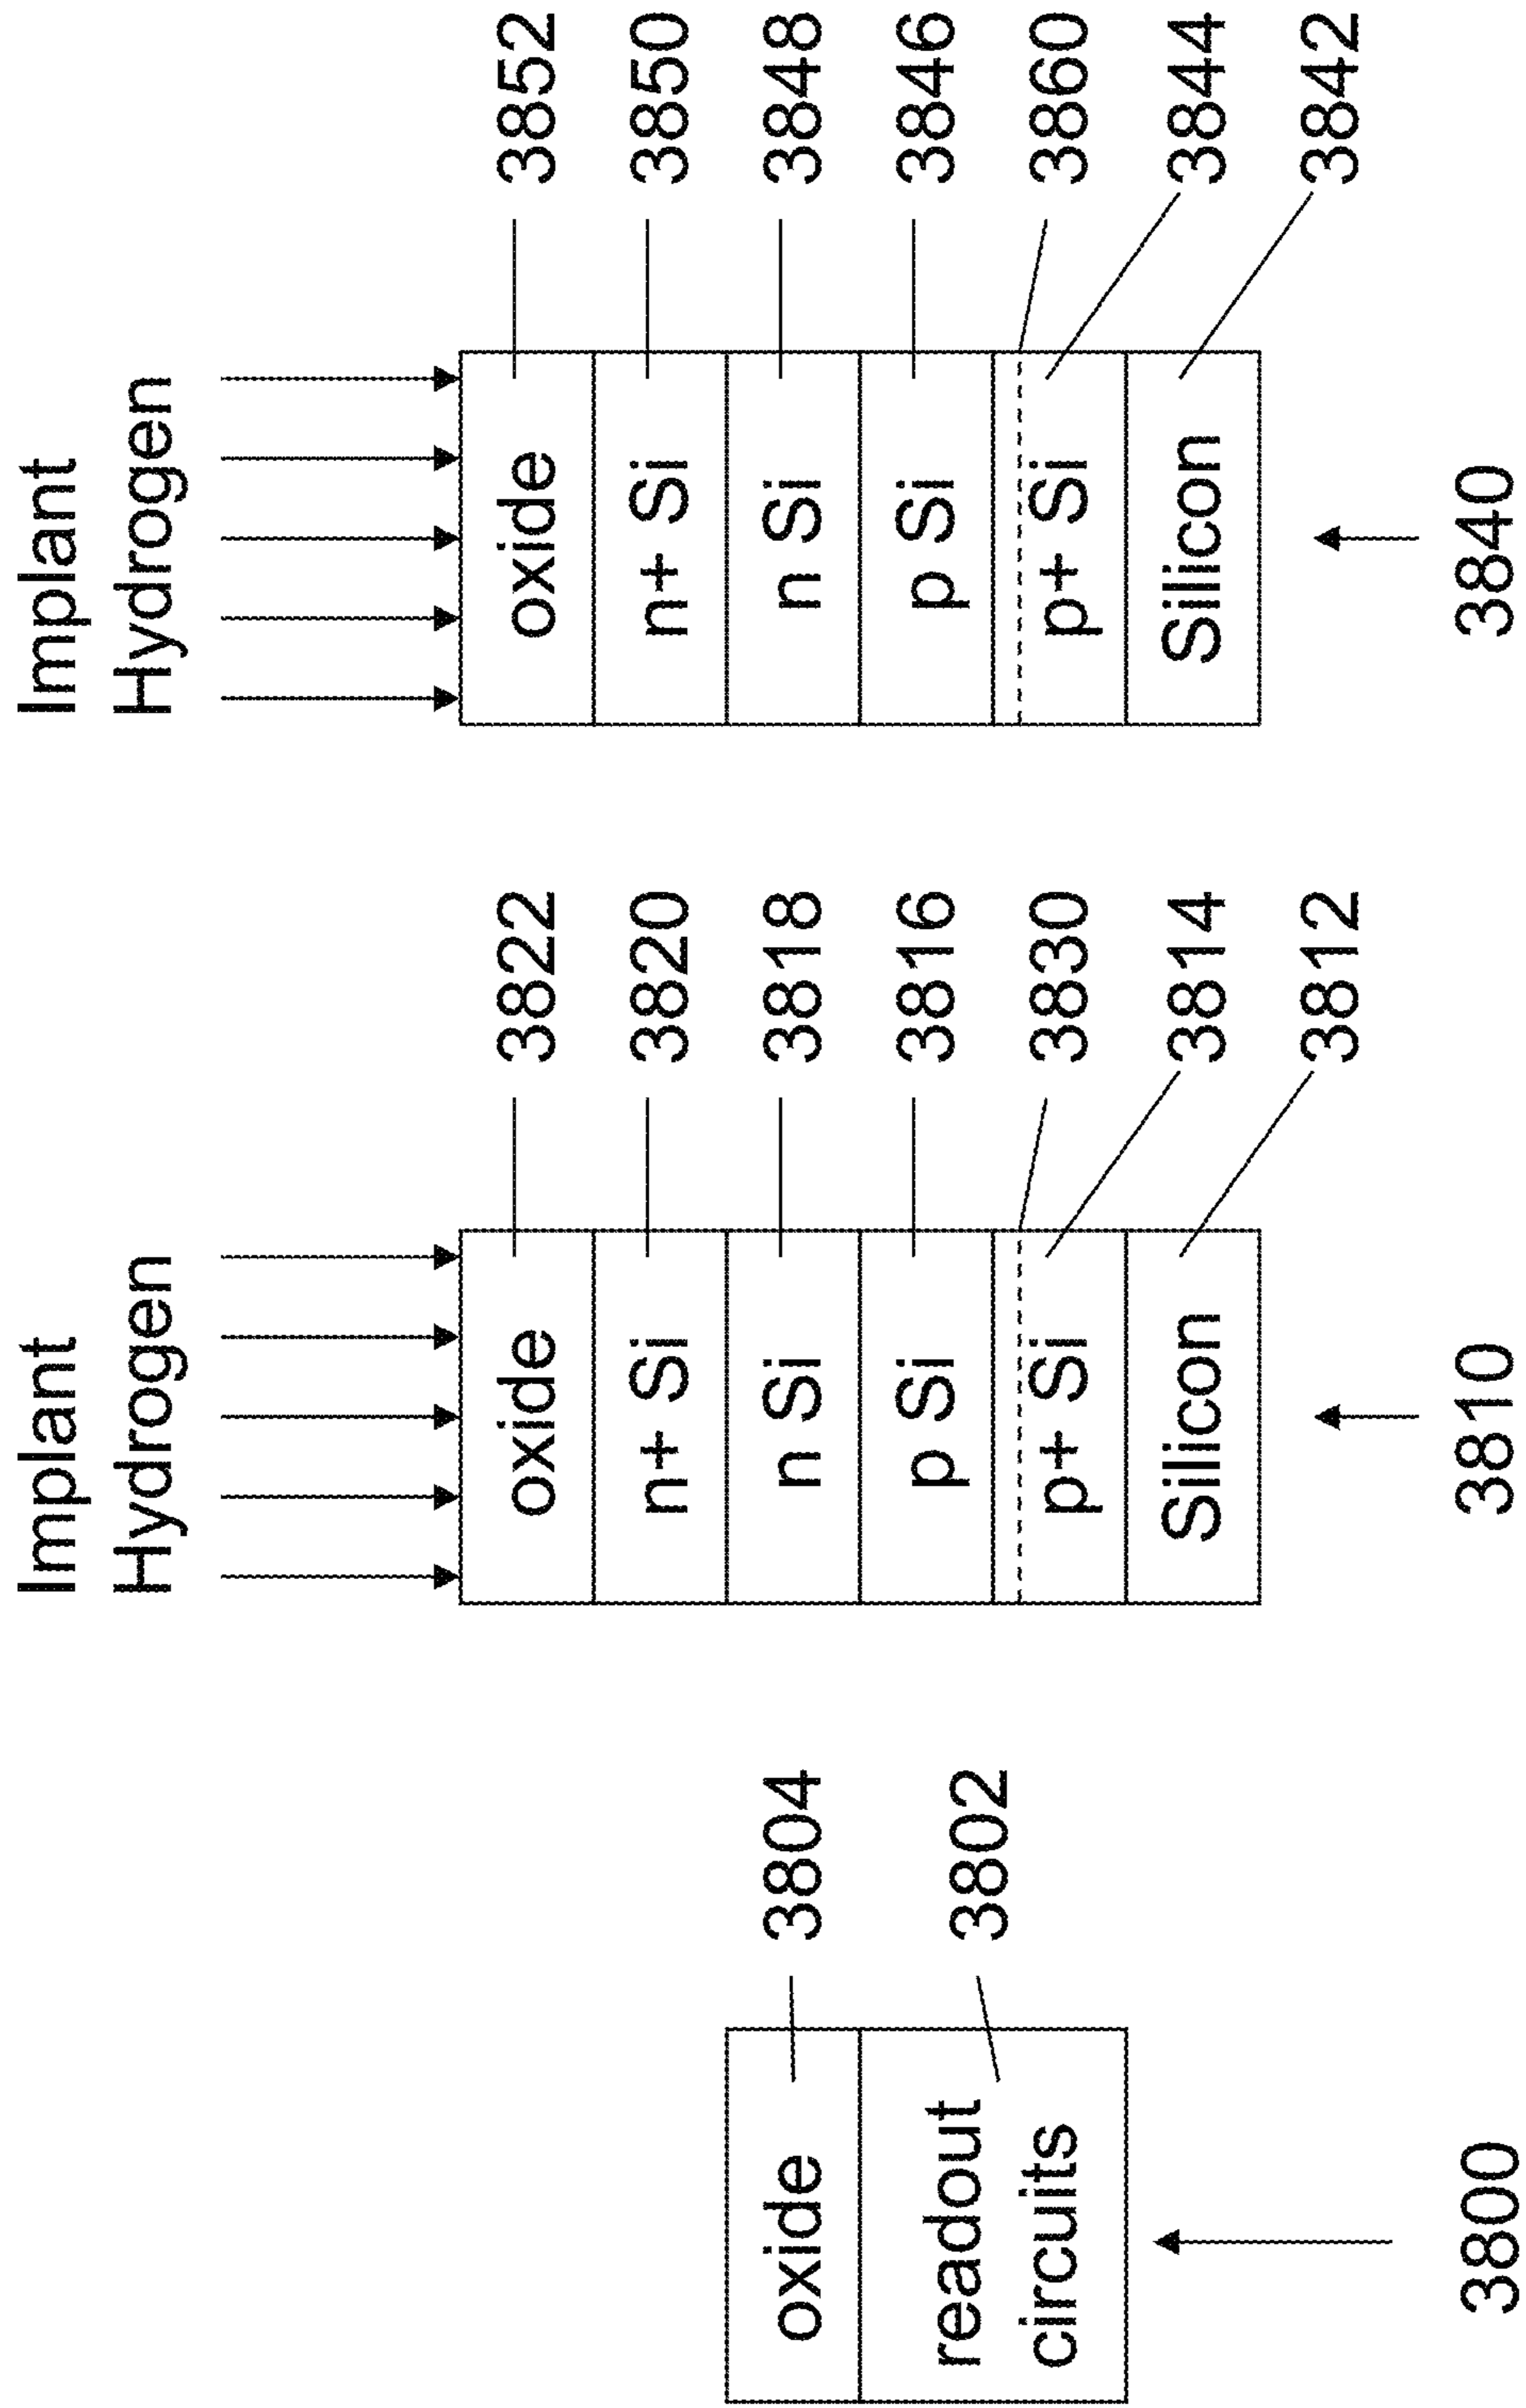 oxide
3804
readout
circuits
3802
3800
Implant
Hydrogen
oxide
3822
n+ Si
3820
n Si
3818
p Si
3816
3830
p+ Si
3814
Silicon
3812
3810
Implant
Hydrogen
oxide
3852
n+ Si
3850
n Si
3848
p Si
3846
3860
p+ Si
3844
Silicon
3842
3840